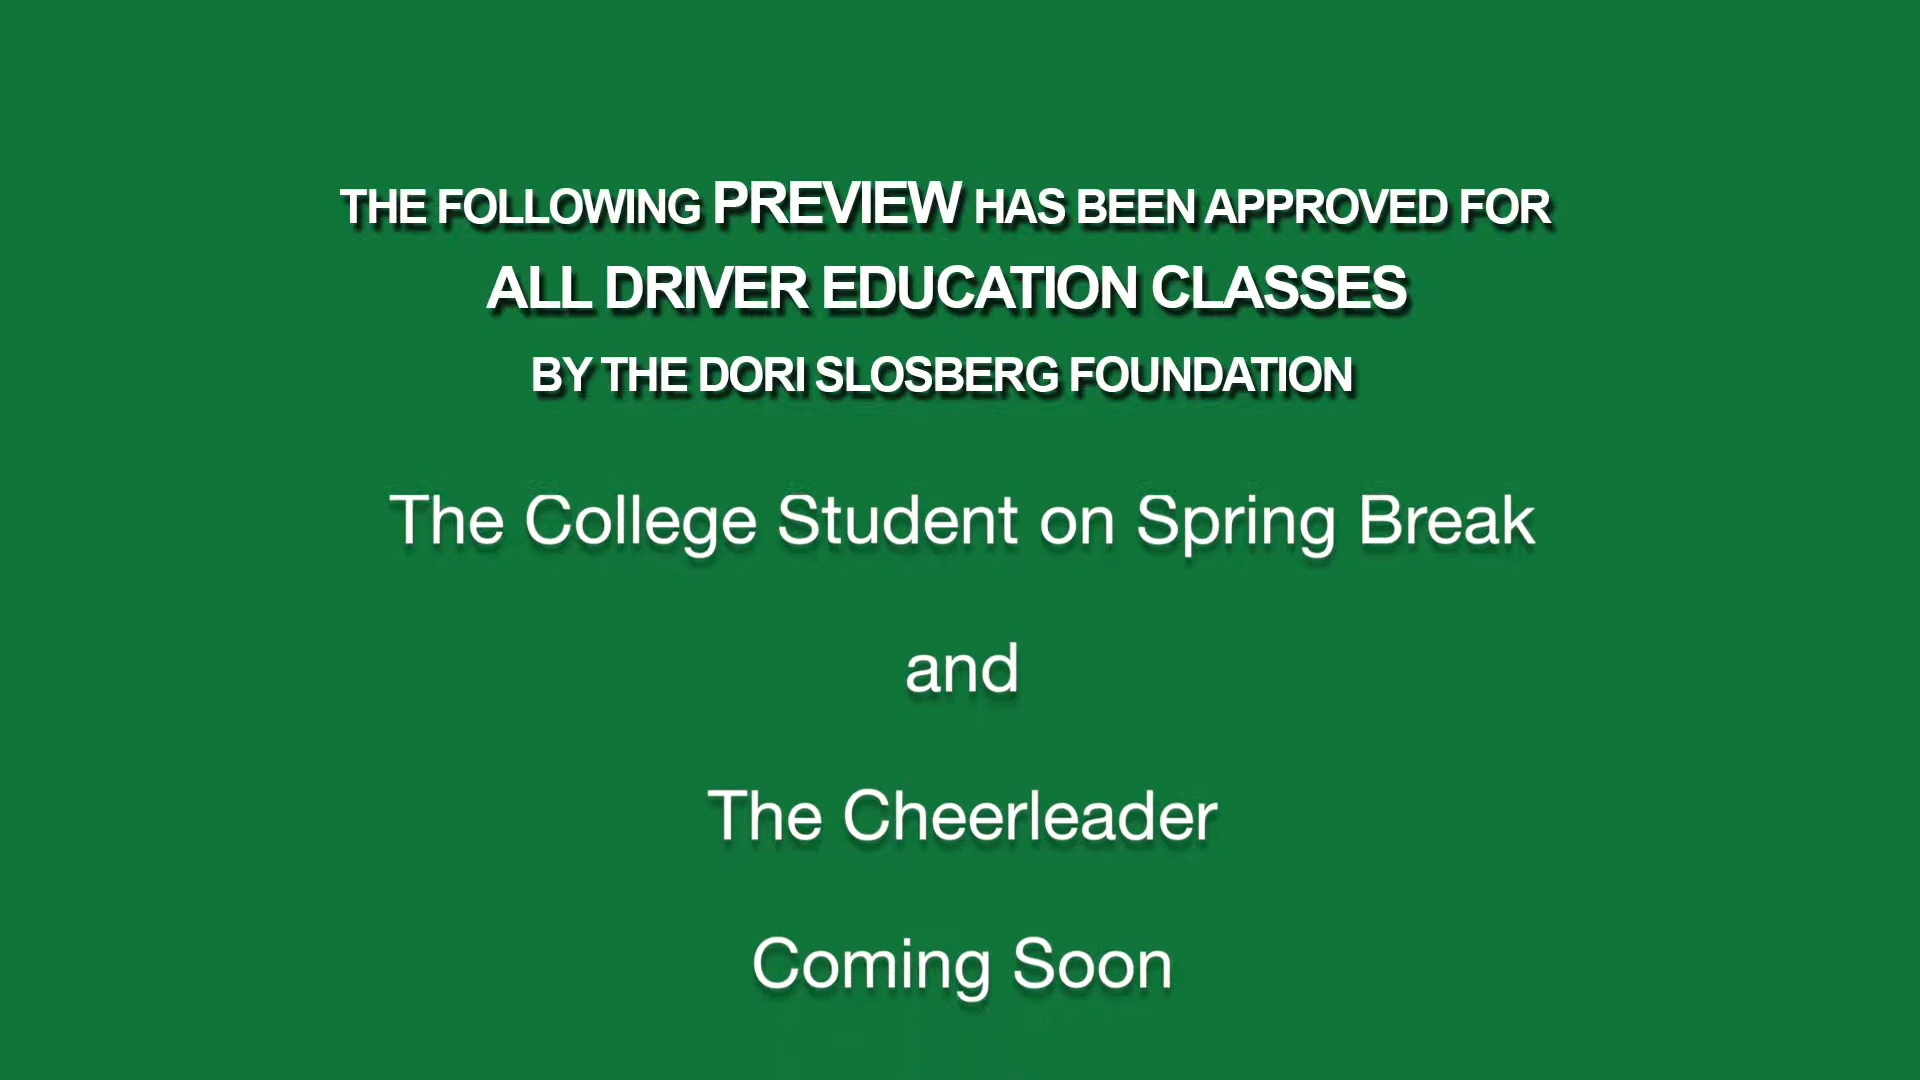 THE FOLLOWING PREVIEW HAS BEEN APPROVED FOR
ALL DRIVER EDUCATION CLASSES
BY THE DORI SLOSBERG FOUNDATION
The College Student on Spring Break
and
The Cheerleader
Coming Soon